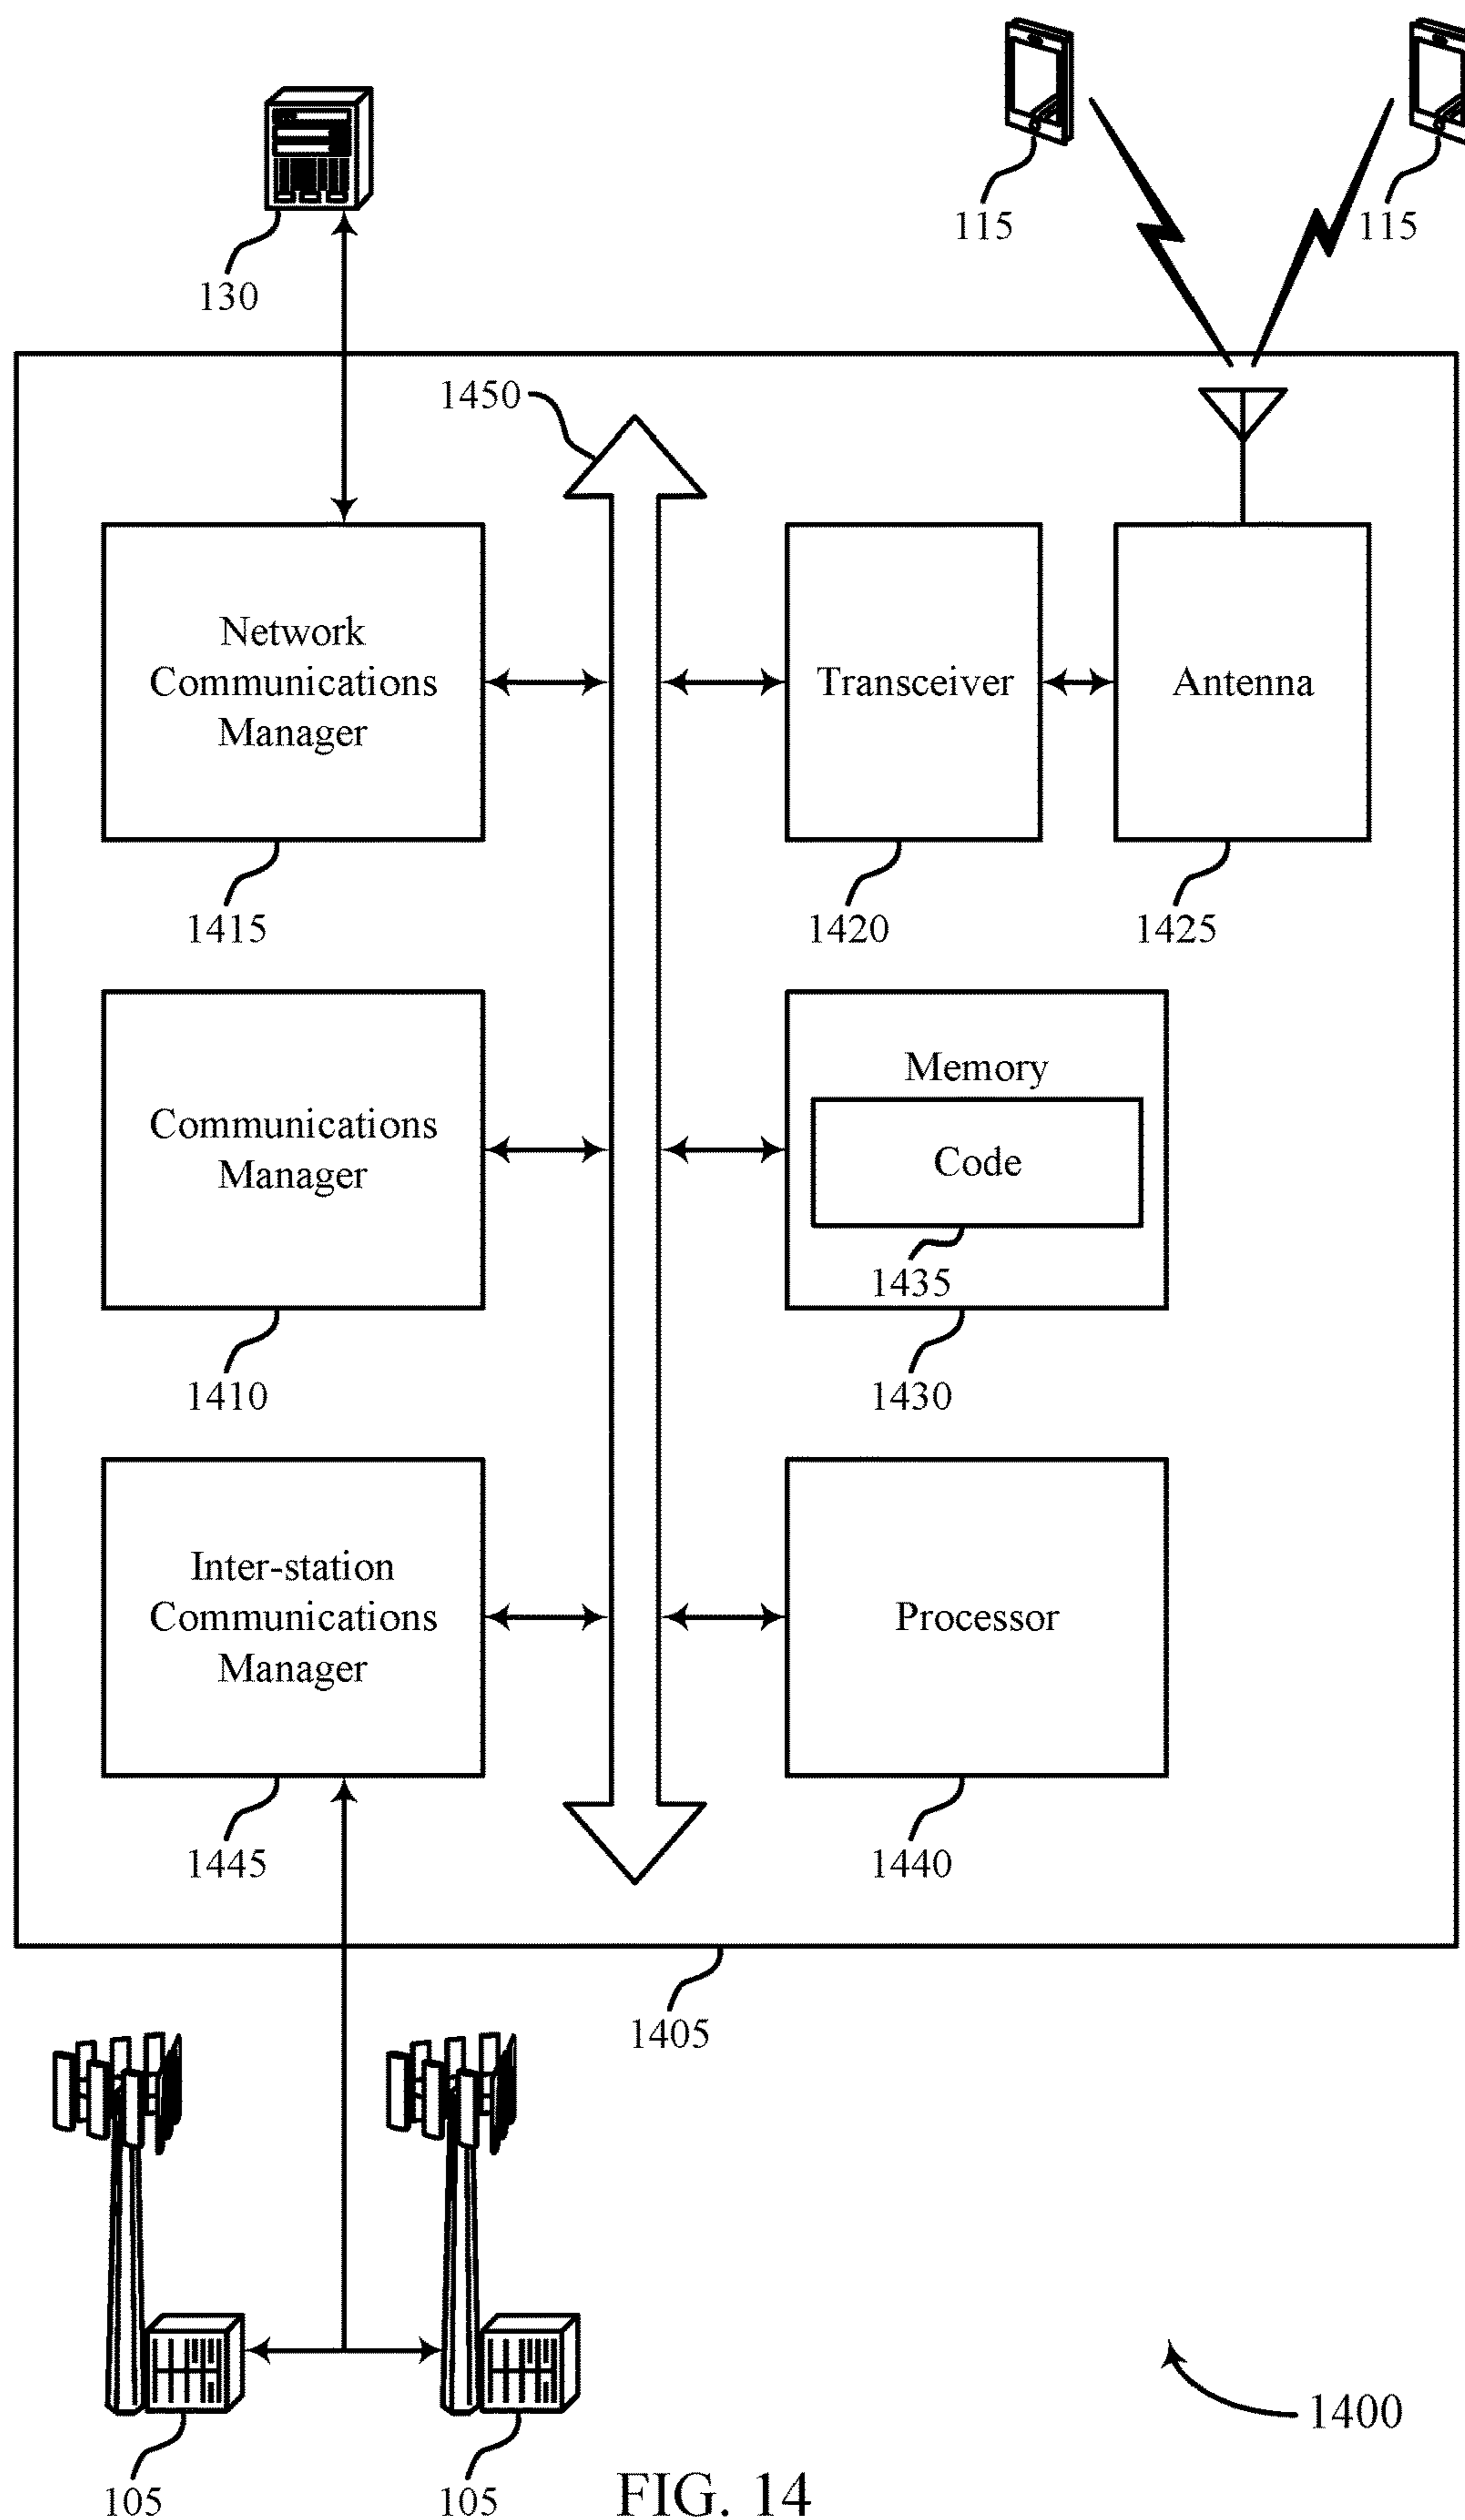 115
115
130
1450
Network
Communications
Manager
Transceiver
Antenna
1415
1420
1425
Communications
Manager
Memory
Code
1435
1410
1430
Inter-station
Communications
Manager
Processor
1445
1440
1405
1400
105
105
FIG. 14